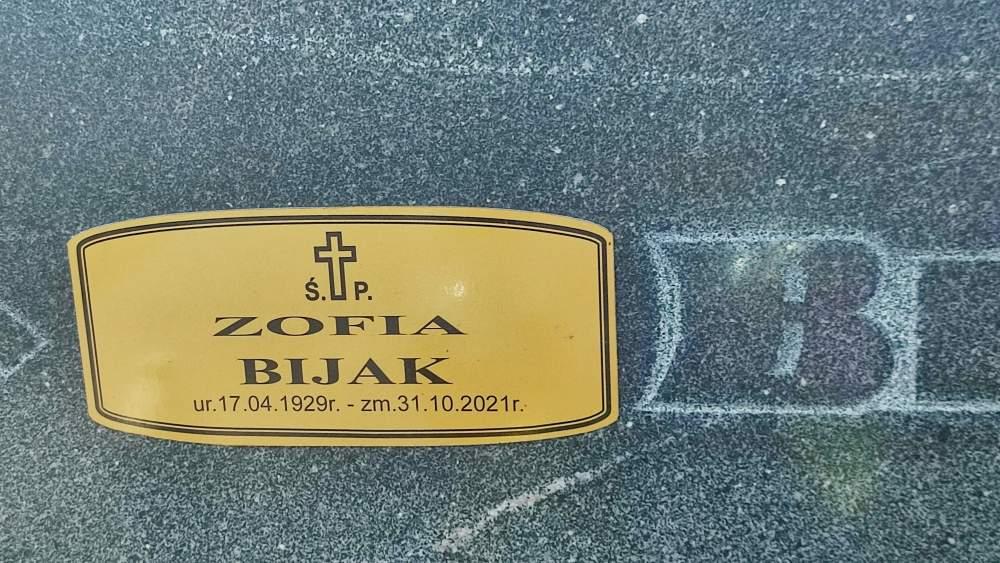 Ś. P.
ZOFIA
BIJAK
ur.17.04.1929r. - zm.31.10.2021r.
B